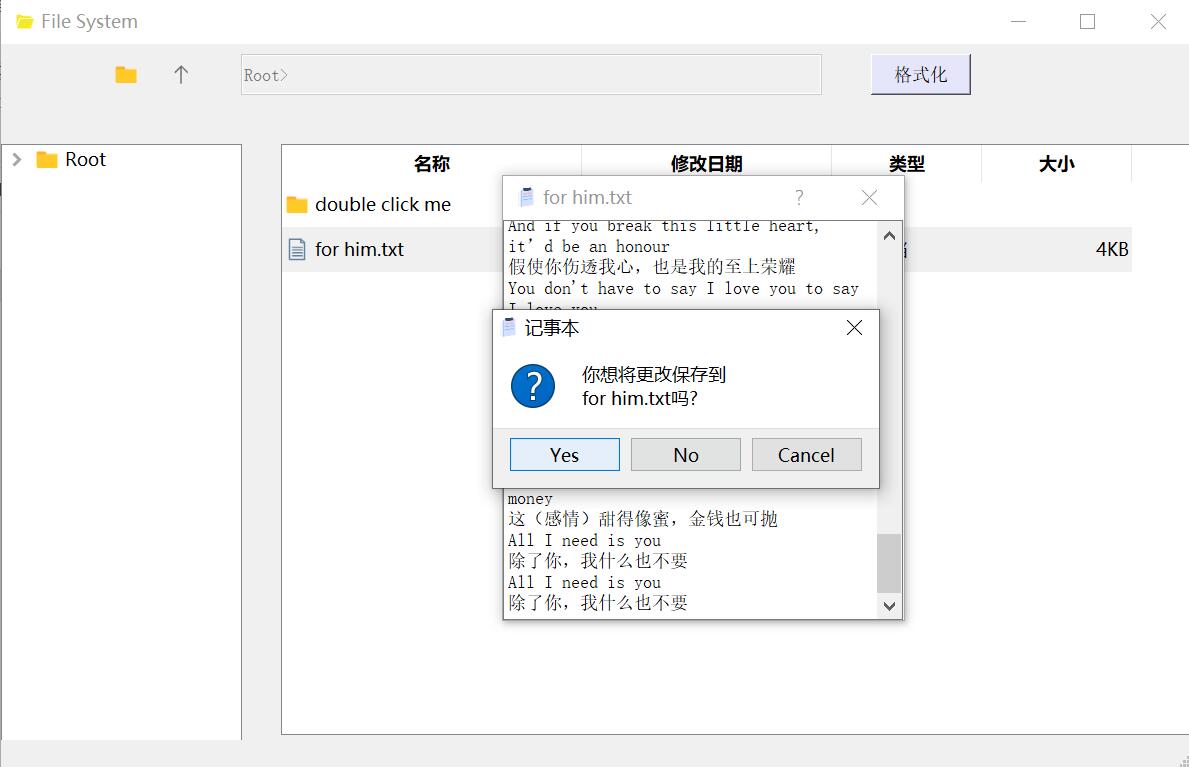 File System
Root>
格式化
Root
名称 修改日期 类型 大小
double click me
for him.txt
4KB
for him.txt ?
And if you break this little heart,
it’d be an honour
假使你伤透我心，也是我的至上荣耀
You don't have to say I love you to say
I love you
记事本
?
你想将更改保存到
for him.txt吗?
Yes No Cancel
money
这（感情）甜得像蜜，金钱也可抛
All I need is you
除了你，我什么也不要
All I need is you
除了你，我什么也不要